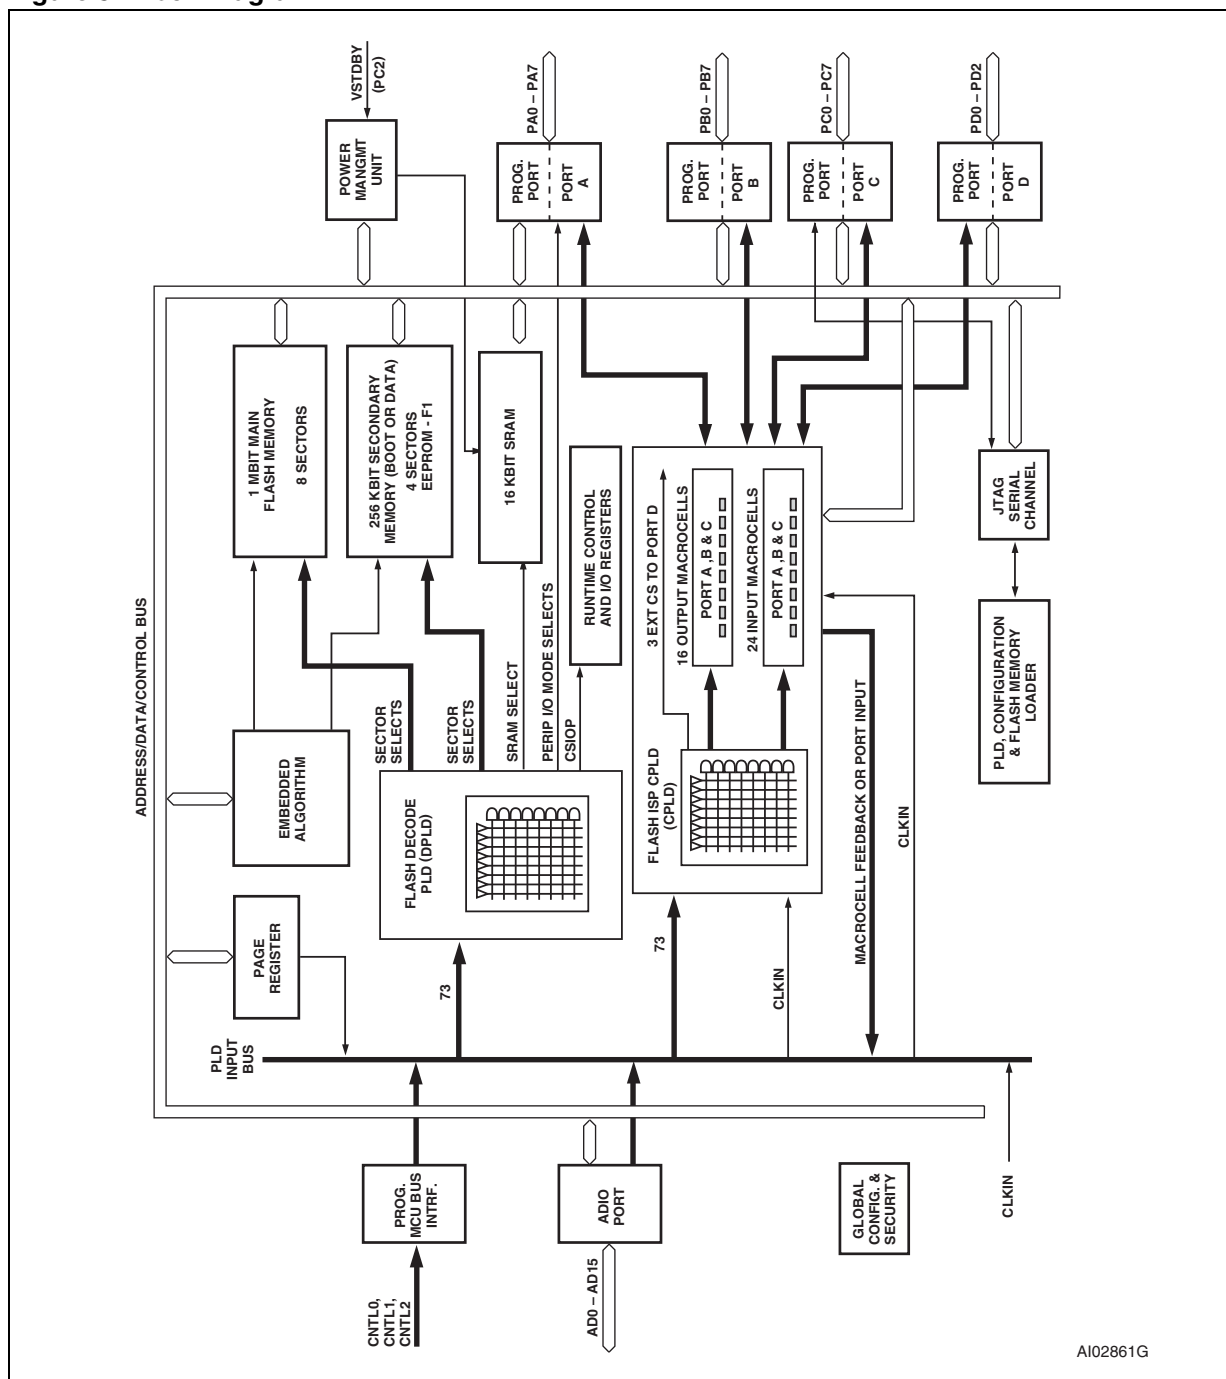 VSTDBY
(PC2)
PA0 – PA7
PB0 – PB7
PC0 – PC7
PD0 – PD2
POWER
MANGMT
UNIT
PROG.
PORT
PORT
A
PROG.
PORT
PORT
B
PROG.
PORT
PORT
C
PROG.
PORT
PORT
D
ADDRESS/DATA/CONTROL BUS
1 MBIT MAIN
FLASH MEMORY
8 SECTORS
256 KBIT SECONDARY
MEMORY (BOOT OR DATA)
4 SECTORS
EEPROM - F1
16 KBIT SRAM
RUNTIME CONTROL
AND I/O REGISTERS
3 EXT CS TO PORT D
16 OUTPUT MACROCELLS
PORT A ,B & C
24 INPUT MACROCELLS
PORT A ,B & C
JTAG
SERIAL
CHANNEL
PLD, CONFIGURATION
& FLASH MEMORY
LOADER
EMBEDDED
ALGORITHM
SECTOR
SELECTS
SECTOR
SELECTS
SRAM SELECT
PERIP I/O MODE SELECTS
CSIOP
FLASH DECODE
PLD (DPLD)
FLASH ISP CPLD
(CPLD)
MACROCELL FEEDBACK OR PORT INPUT
CLKIN
PAGE
REGISTER
73
73
CLKIN
PLD
INPUT
BUS
PROG.
MCU BUS
INTRF.
ADIO
PORT
GLOBAL
CONFIG. &
SECURITY
CLKIN
CNTL0,
CNTL1,
CNTL2
AD0 – AD15
AI02861G